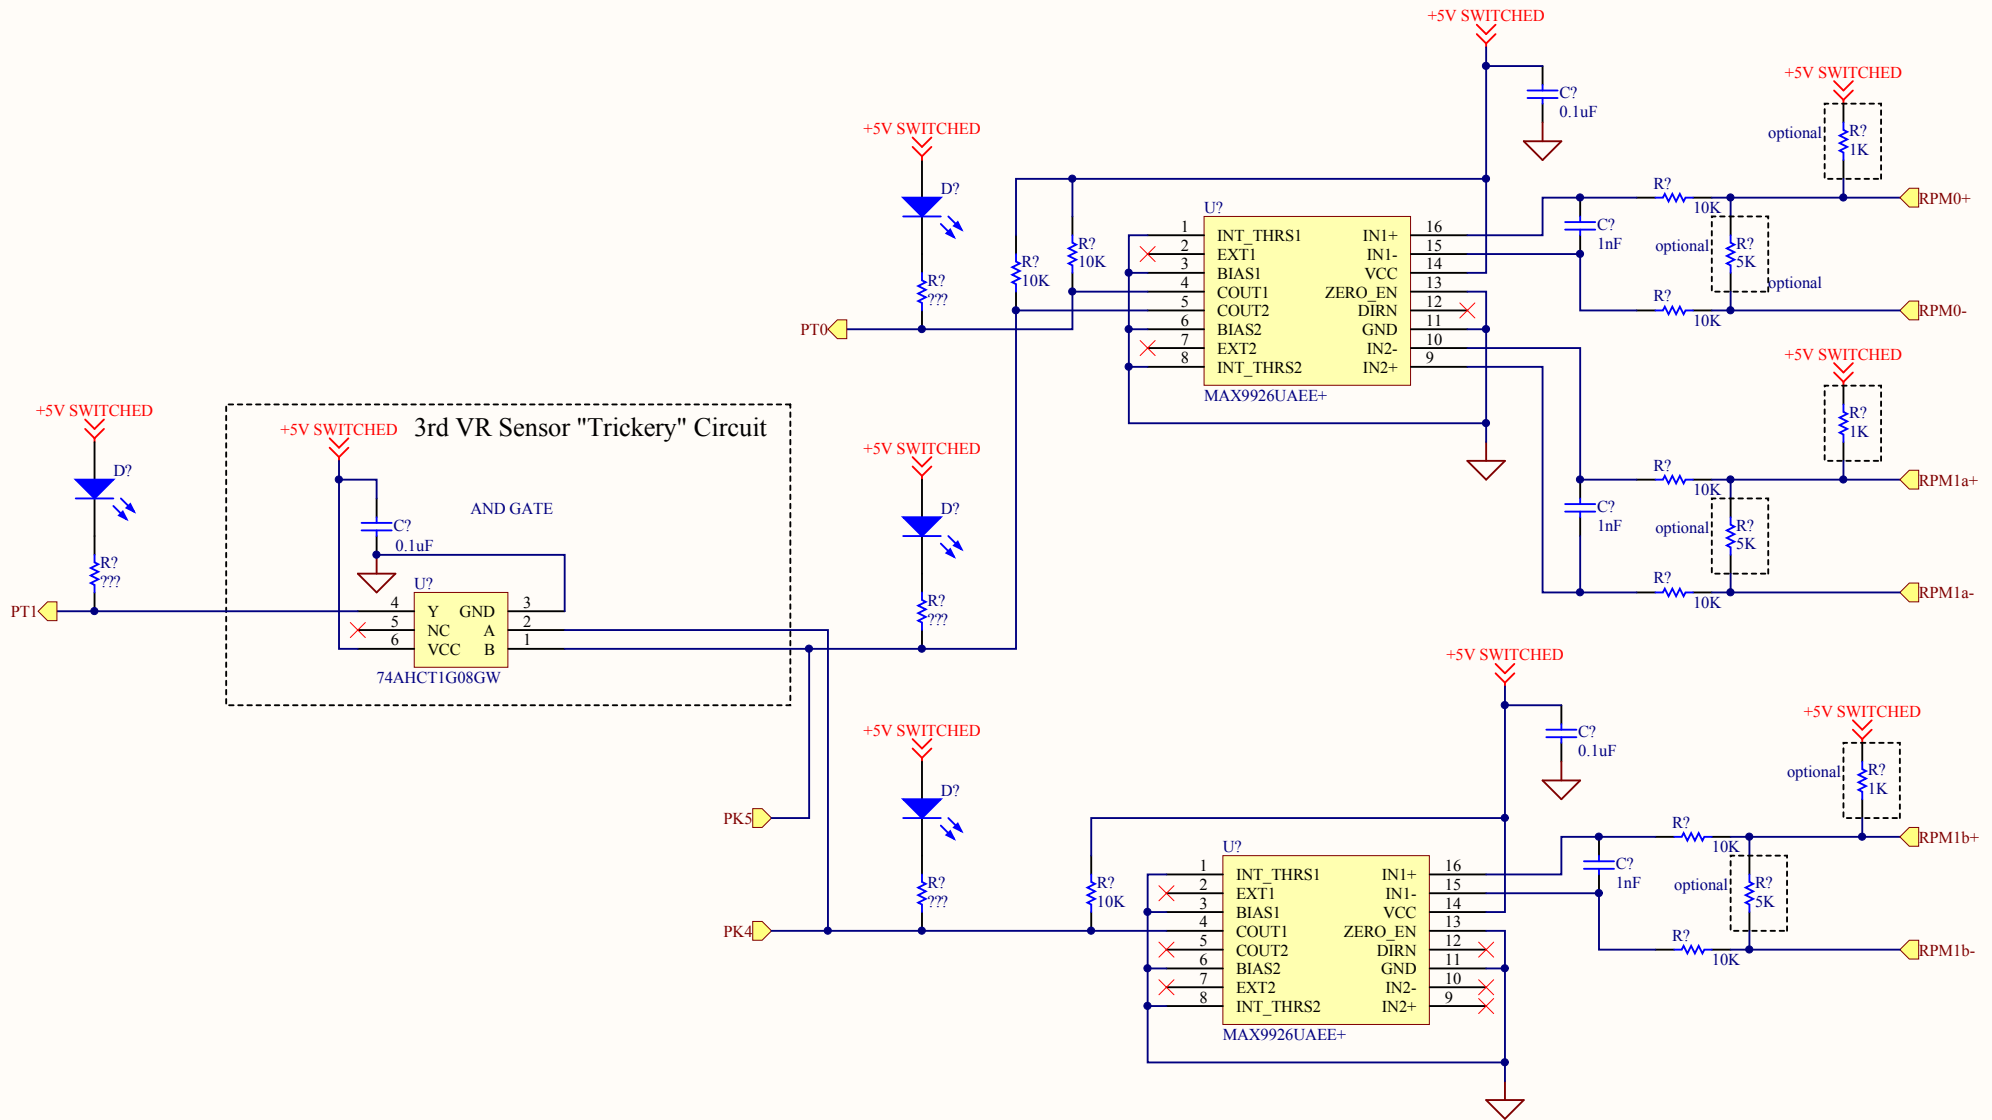 +5V SWITCHED
C?
0.1uF
+5V SWITCHED
optional
R?
1K
+5V SWITCHED
D?
R?
???
PT0
R?
10K
R?
10K
U?
1 INT_THRS1 IN1+ 16
2 EXT1 IN1- 15
3 BIAS1 VCC 14
4 COUT1 ZERO_EN 13
5 COUT2 DIRN 12
6 BIAS2 GND 11
7 EXT2 IN2- 10
8 INT_THRS2 IN2+ 9
MAX9926UAEE+
R?
10K
RPM0+
C?
1nF
optional
R?
5K
optional
R?
10K
RPM0-
+5V SWITCHED
optional
R?
1K
R?
10K
RPM1a+
C?
1nF
optional
R?
5K
R?
10K
RPM1a-
+5V SWITCHED
D?
R?
???
PT1
3rd VR Sensor "Trickery" Circuit
+5V SWITCHED
AND GATE
C?
0.1uF
U?
4 Y GND 3
5 NC A 2
6 VCC B 1
74AHCT1G08GW
+5V SWITCHED
D?
R?
???
PK5
+5V SWITCHED
D?
R?
???
PK4
R?
10K
+5V SWITCHED
C?
0.1uF
U?
1 INT_THRS1 IN1+ 16
2 EXT1 IN1- 15
3 BIAS1 VCC 14
4 COUT1 ZERO_EN 13
5 COUT2 DIRN 12
6 BIAS2 GND 11
7 EXT2 IN2- 10
8 INT_THRS2 IN2+ 9
MAX9926UAEE+
+5V SWITCHED
optional
R?
1K
R?
10K
RPM1b+
C?
1nF
optional
R?
5K
R?
10K
RPM1b-